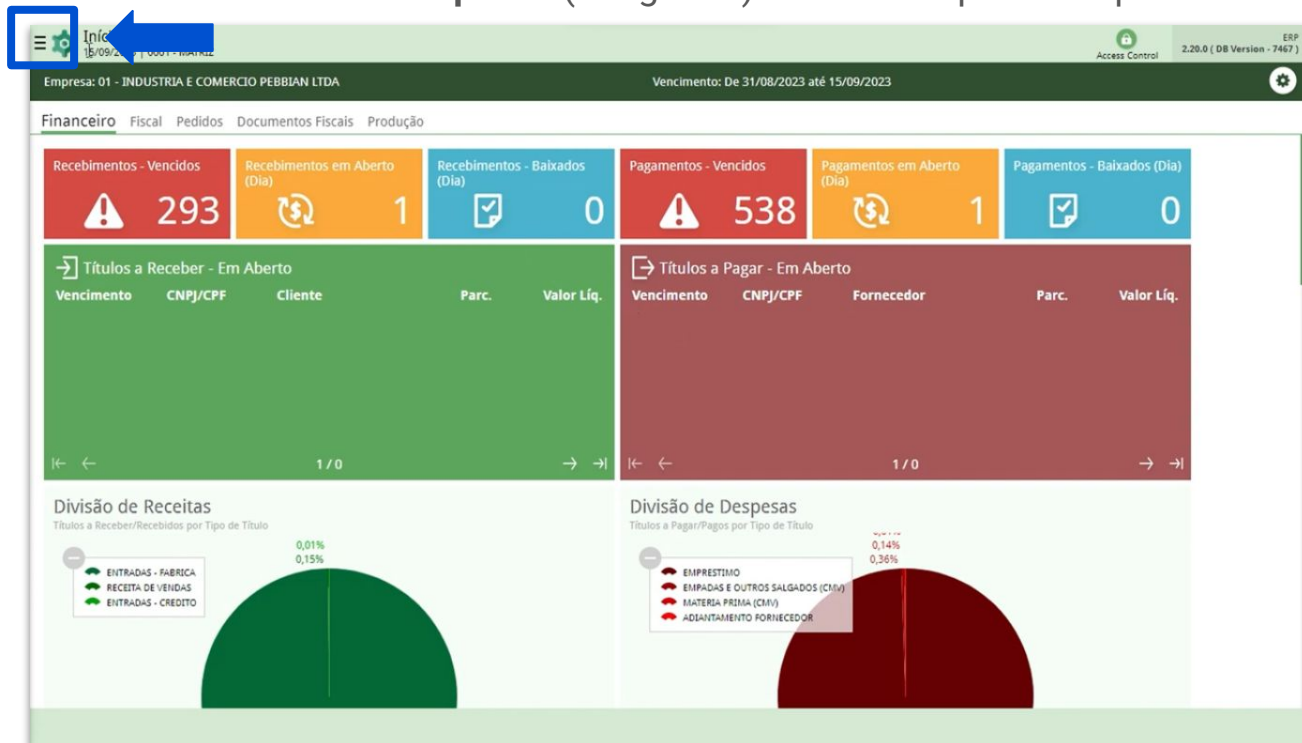 Início
15/09/2023 | 0001 - MATRIZ
Access Control
ERP
2.20.0 ( DB Version - 7467 )
Empresa: 01 - INDUSTRIA E COMERCIO PEBBIAN LTDA
Vencimento: De 31/08/2023 até 15/09/2023
Financeiro Fiscal Pedidos Documentos Fiscais Produção
Recebimentos - Vencidos
293
Recebimentos em Aberto
(Dia)
1
Recebimentos - Baixados
(Dia)
0
Pagamentos - Vencidos
538
Pagamentos em Aberto
(Dia)
1
Pagamentos - Baixados (Dia)
0
Títulos a Receber - Em Aberto
Vencimento CNPJ/CPF Cliente Parc. Valor Líq.
1 / 0
Títulos a Pagar - Em Aberto
Vencimento CNPJ/CPF Fornecedor Parc. Valor Líq.
1 / 0
Divisão de Receitas
Títulos a Receber/Recebidos por Tipo de Título
0,01%
0,15%
ENTRADAS - FABRICA
RECEITA DE VENDAS
ENTRADAS - CREDITO
Divisão de Despesas
Títulos a Pagar/Pagos por Tipo de Título
0,14%
0,36%
EMPRESTIMO
EMPADAS E OUTROS SALGADOS (CMV)
MATERIA PRIMA (CMV)
ADIANTAMENTO FORNECEDOR